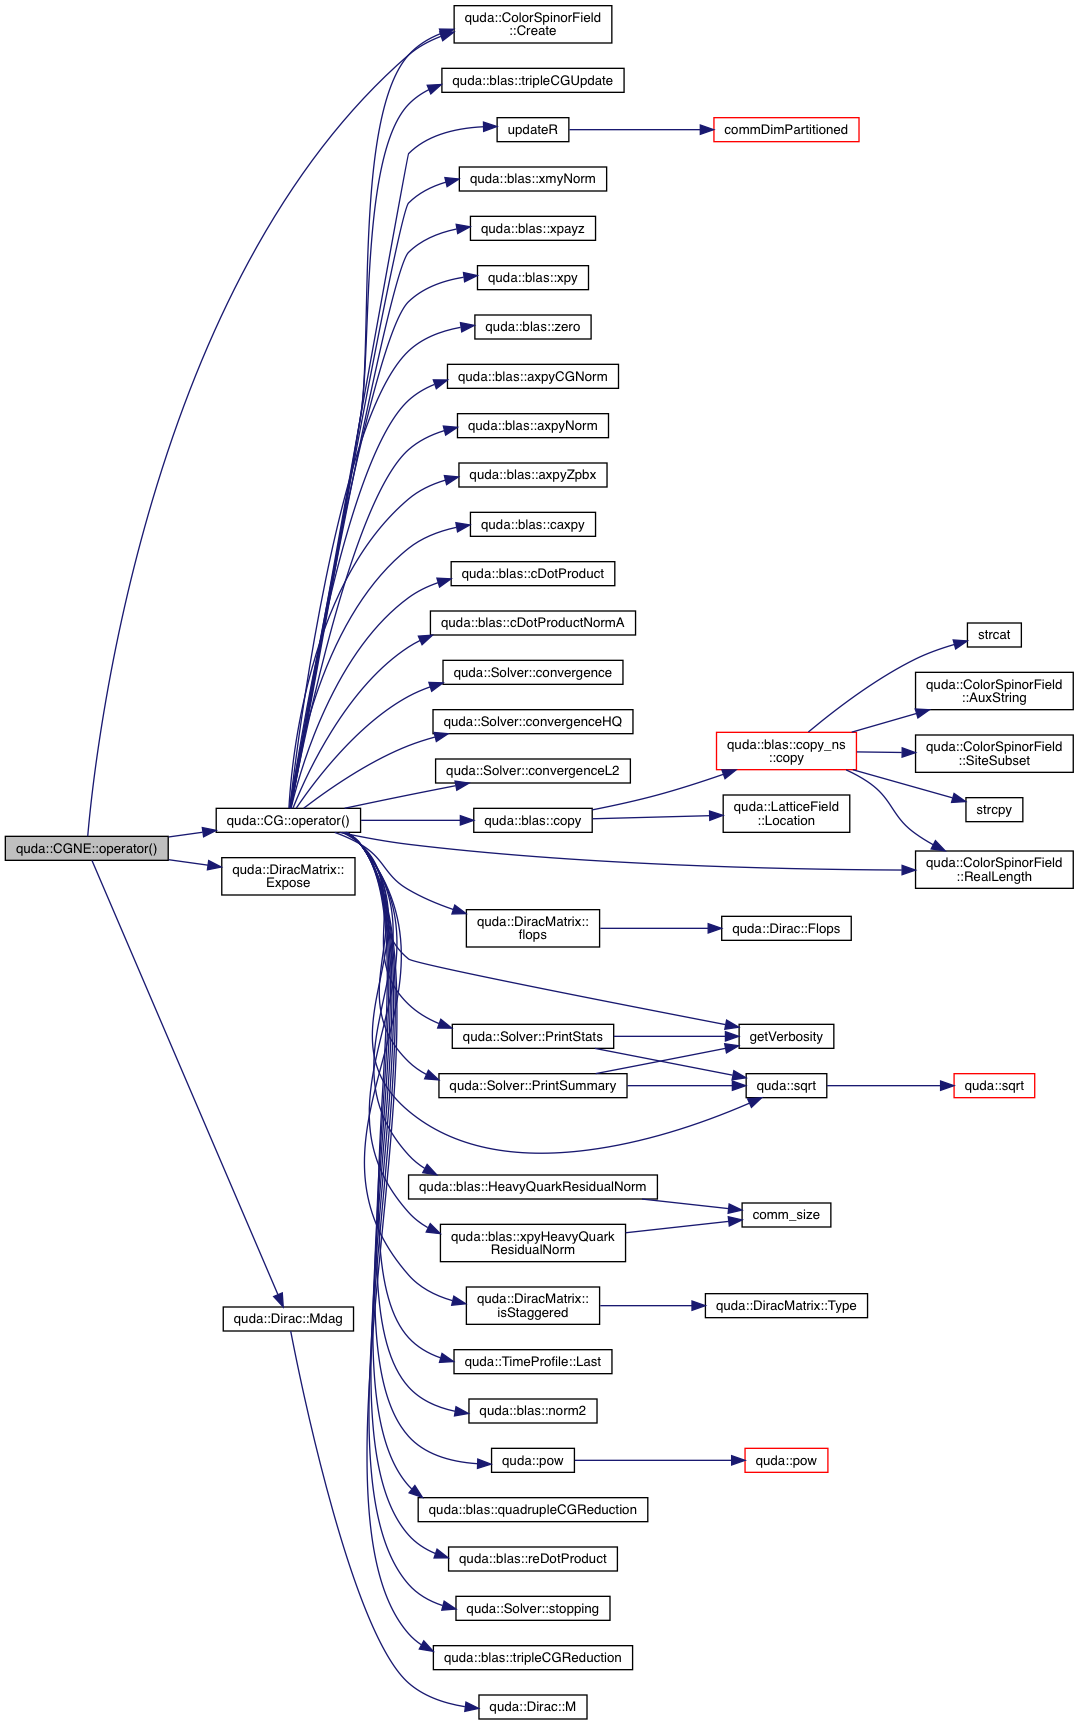 quda::ColorSpinorField
::Create
quda::blas::tripleCGUpdate
updateR
commDimPartitioned
quda::blas::xmyNorm
quda::blas::xpayz
quda::blas::xpy
quda::blas::zero
quda::blas::axpyCGNorm
quda::blas::axpyNorm
quda::blas::axpyZpbx
quda::blas::caxpy
quda::blas::cDotProduct
quda::blas::cDotProductNormA
strcat
quda::Solver::convergence
quda::ColorSpinorField
::AuxString
quda::Solver::convergenceHQ
quda::blas::copy_ns
::copy
quda::ColorSpinorField
::SiteSubset
quda::Solver::convergenceL2
quda::CG::operator()
quda::blas::copy
quda::LatticeField
::Location
strcpy
quda::CGNE::operator()
quda::DiracMatrix::
Expose
quda::ColorSpinorField
::RealLength
quda::DiracMatrix::
flops
quda::Dirac::Flops
quda::Solver::PrintStats
getVerbosity
quda::Solver::PrintSummary
quda::sqrt
quda::sqrt
quda::blas::HeavyQuarkResidualNorm
comm_size
quda::blas::xpyHeavyQuark
ResidualNorm
quda::DiracMatrix::
isStaggered
quda::DiracMatrix::Type
quda::Dirac::Mdag
quda::TimeProfile::Last
quda::blas::norm2
quda::pow
quda::pow
quda::blas::quadrupleCGReduction
quda::blas::reDotProduct
quda::Solver::stopping
quda::blas::tripleCGReduction
quda::Dirac::M